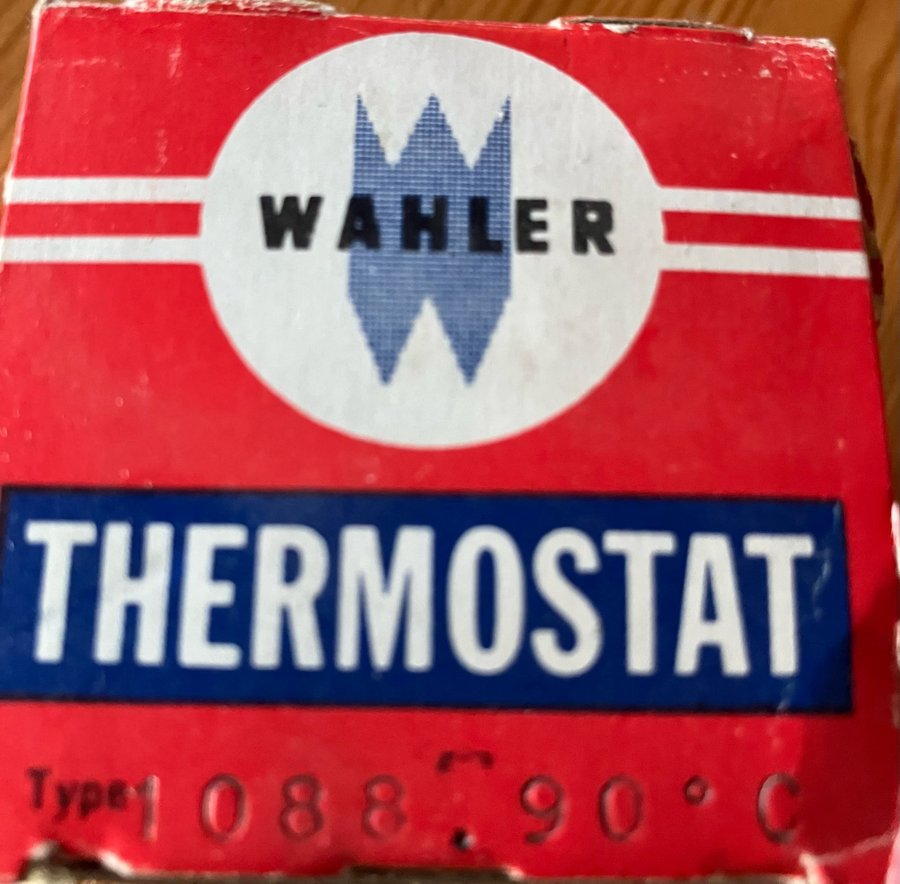 WAHLER
THERMOSTAT
Type 1088. 90°C